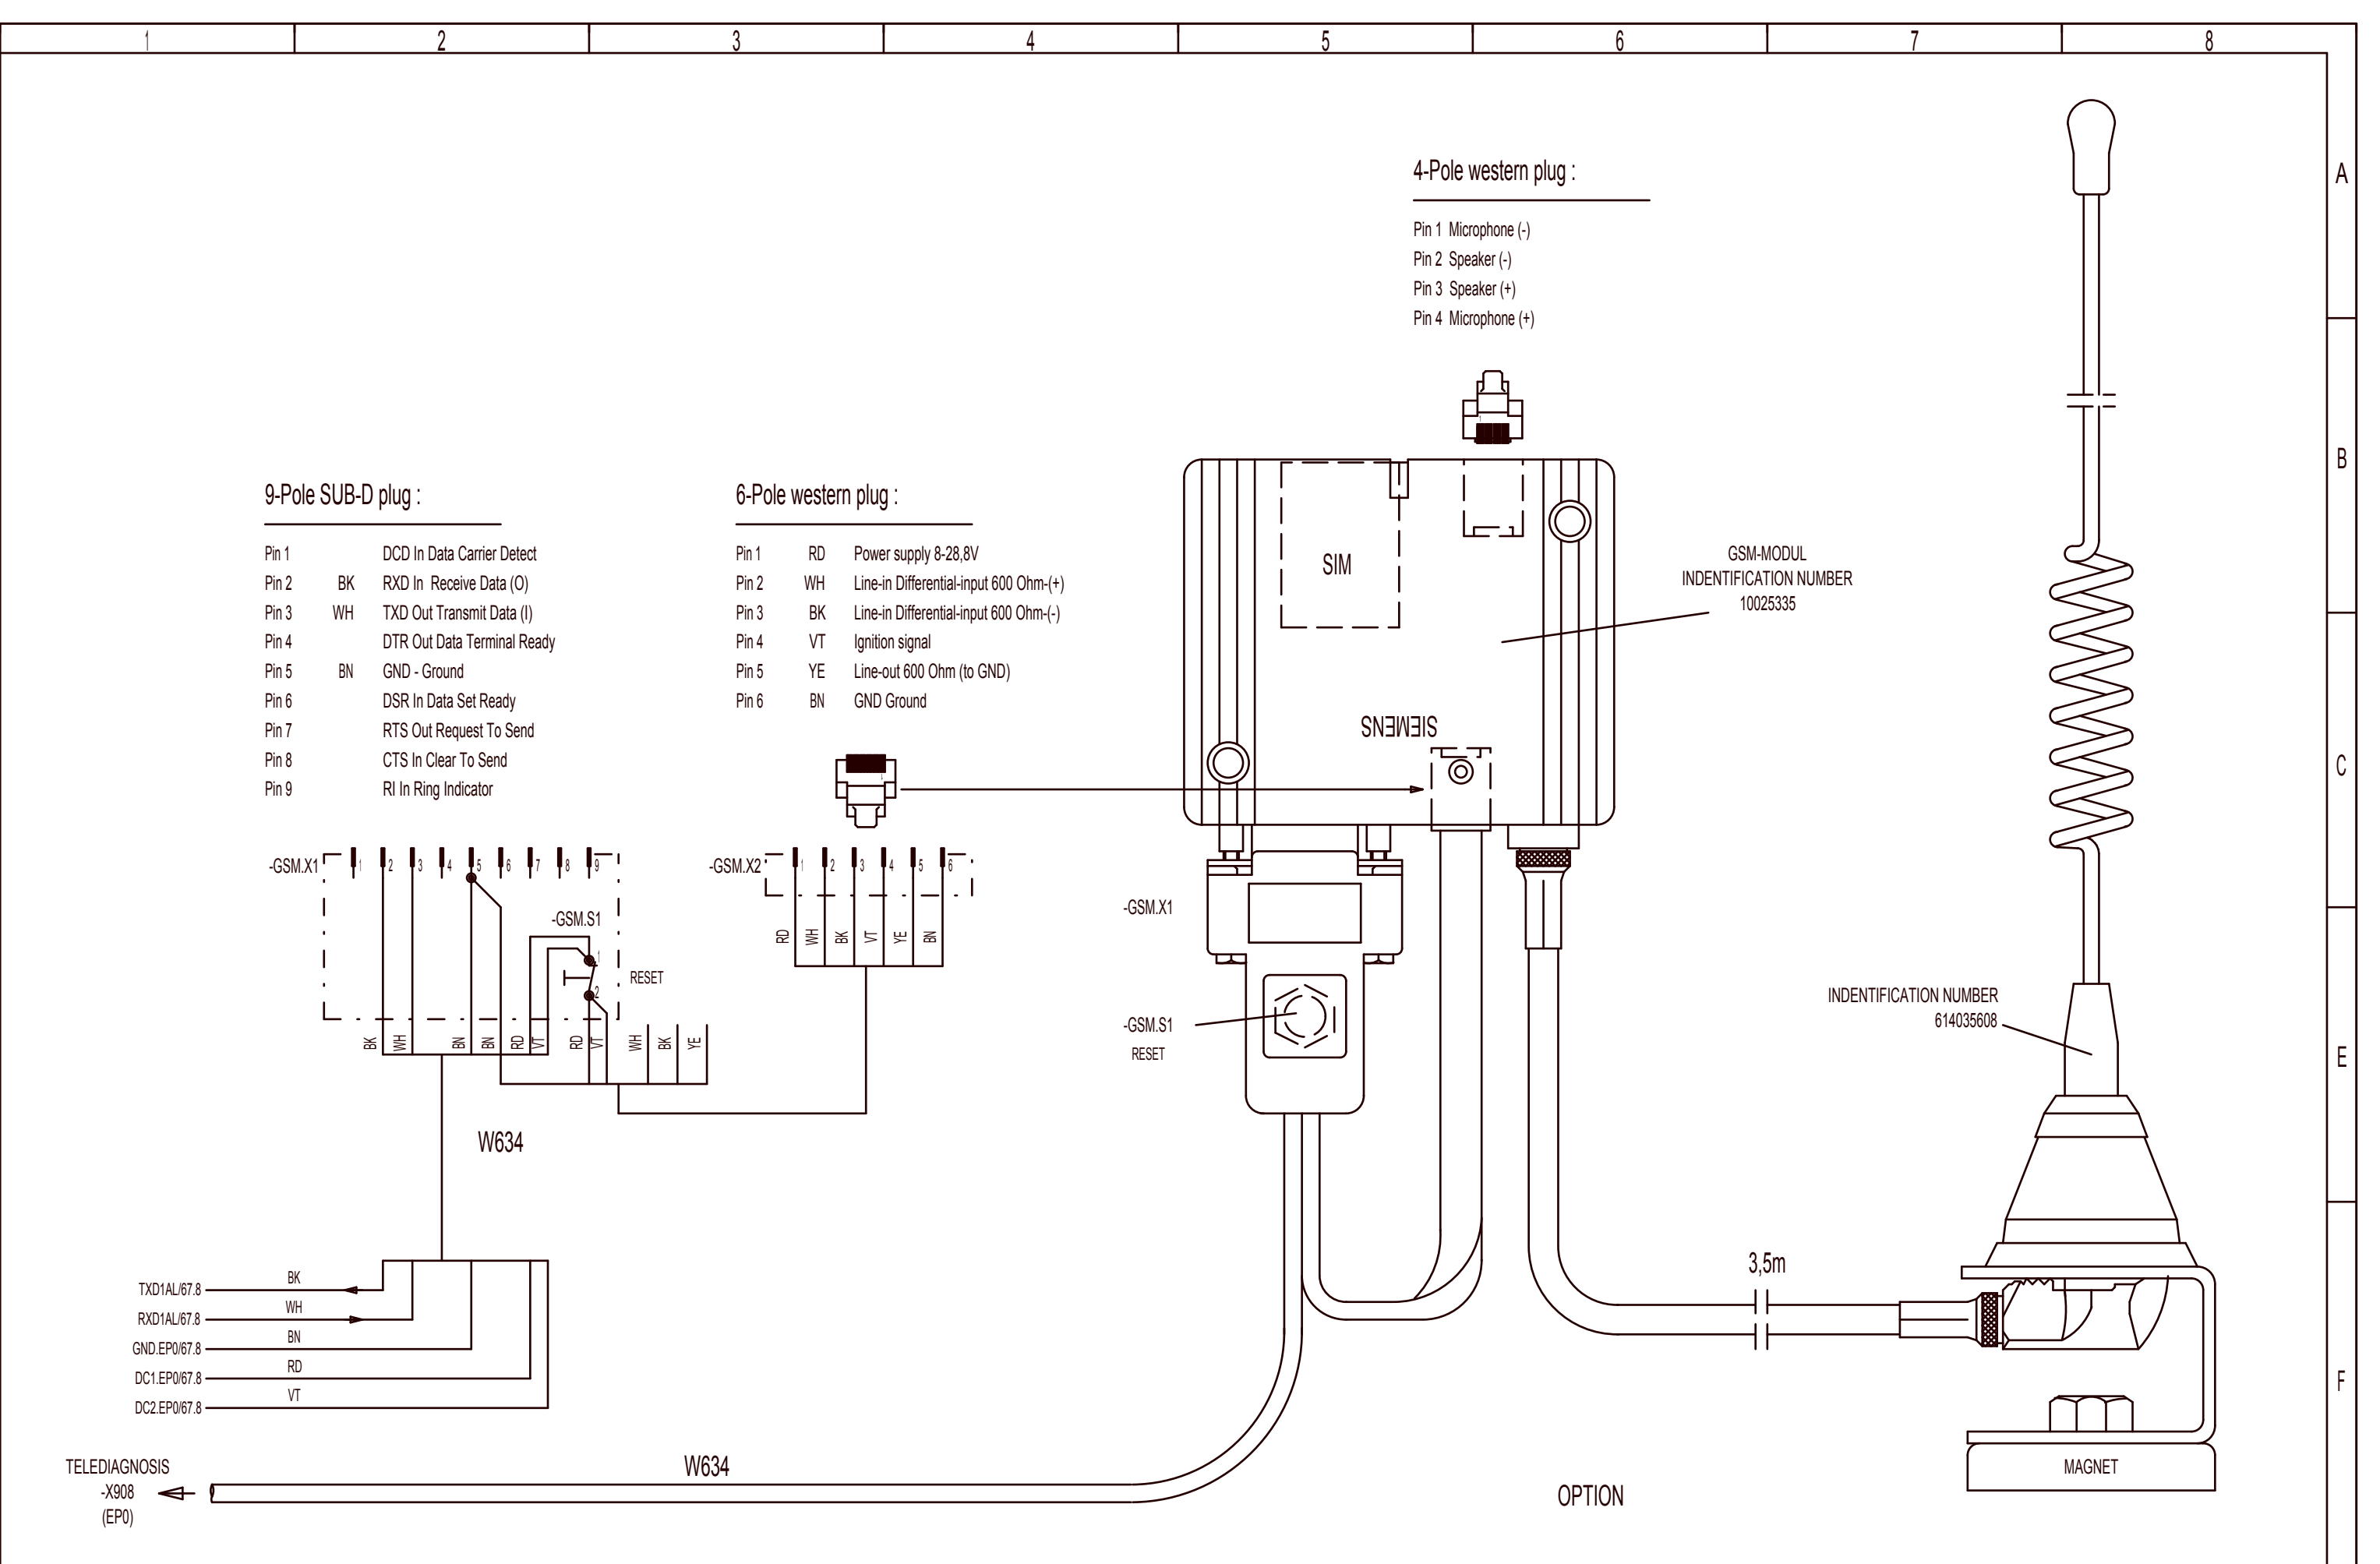 1 2 3 4 5 6 7 8
A
B
C
E
E
F
4-Pole western plug :
Pin 1 Microphone (-)
Pin 2 Speaker (-)
Pin 3 Speaker (+)
Pin 4 Microphone (+)
9-Pole SUB-D plug :
Pin 1 DCD In Data Carrier Detect
Pin 2 BK RXD In Receive Data (O)
Pin 3 WH TXD Out Transmit Data (I)
Pin 4 DTR Out Data Terminal Ready
Pin 5 BN GND - Ground
Pin 6 DSR In Data Set Ready
Pin 7 RTS Out Request To Send
Pin 8 CTS In Clear To Send
Pin 9 RI In Ring Indicator
6-Pole western plug :
Pin 1 RD Power supply 8-28,8V
Pin 2 WH Line-in Differential-input 600 Ohm-(+)
Pin 3 BK Line-in Differential-input 600 Ohm-(-)
Pin 4 VT Ignition signal
Pin 5 YE Line-out 600 Ohm (to GND)
Pin 6 BN GND Ground
SIM
SIEMENS
GSM-MODUL
INDENTIFICATION NUMBER
10025335
-GSM.X1 1 2 3 4 5 6 7 8 9
-GSM.S1
1
2
RESET
BK WH BN BN RD VT RD VT WH BK YE
-GSM.X2 1 2 3 4 5 6
RD WH BK VT YE BN
W634
-GSM.X1
-GSM.S1
RESET
INDENTIFICATION NUMBER
614035608
3,5m
TXD1AL/67.8 BK
RXD1AL/67.8 WH
GND.EP0/67.8 BN
DC1.EP0/67.8 RD
DC2.EP0/67.8 VT
TELEDIAGNOSIS
-X908
(EP0)
W634
OPTION
MAGNET